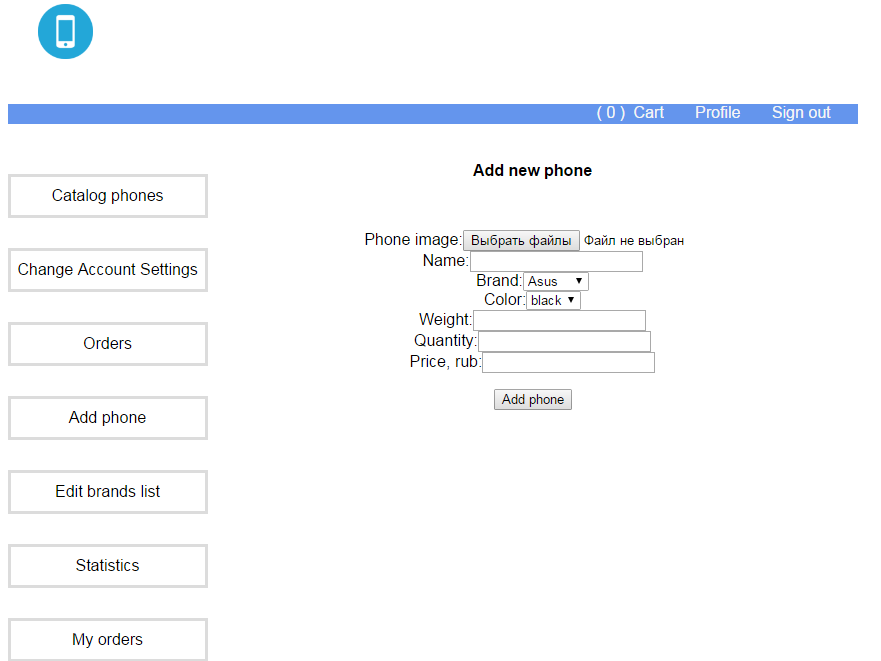 ( 0 ) Cart Profile Sign out
Catalog phones
Change Account Settings
Orders
Add phone
Edit brands list
Statistics
My orders
Add new phone
Phone image: Выбрать файлы Файл не выбран
Name:
Brand: Asus
Color: black
Weight:
Quantity:
Price, rub:
Add phone